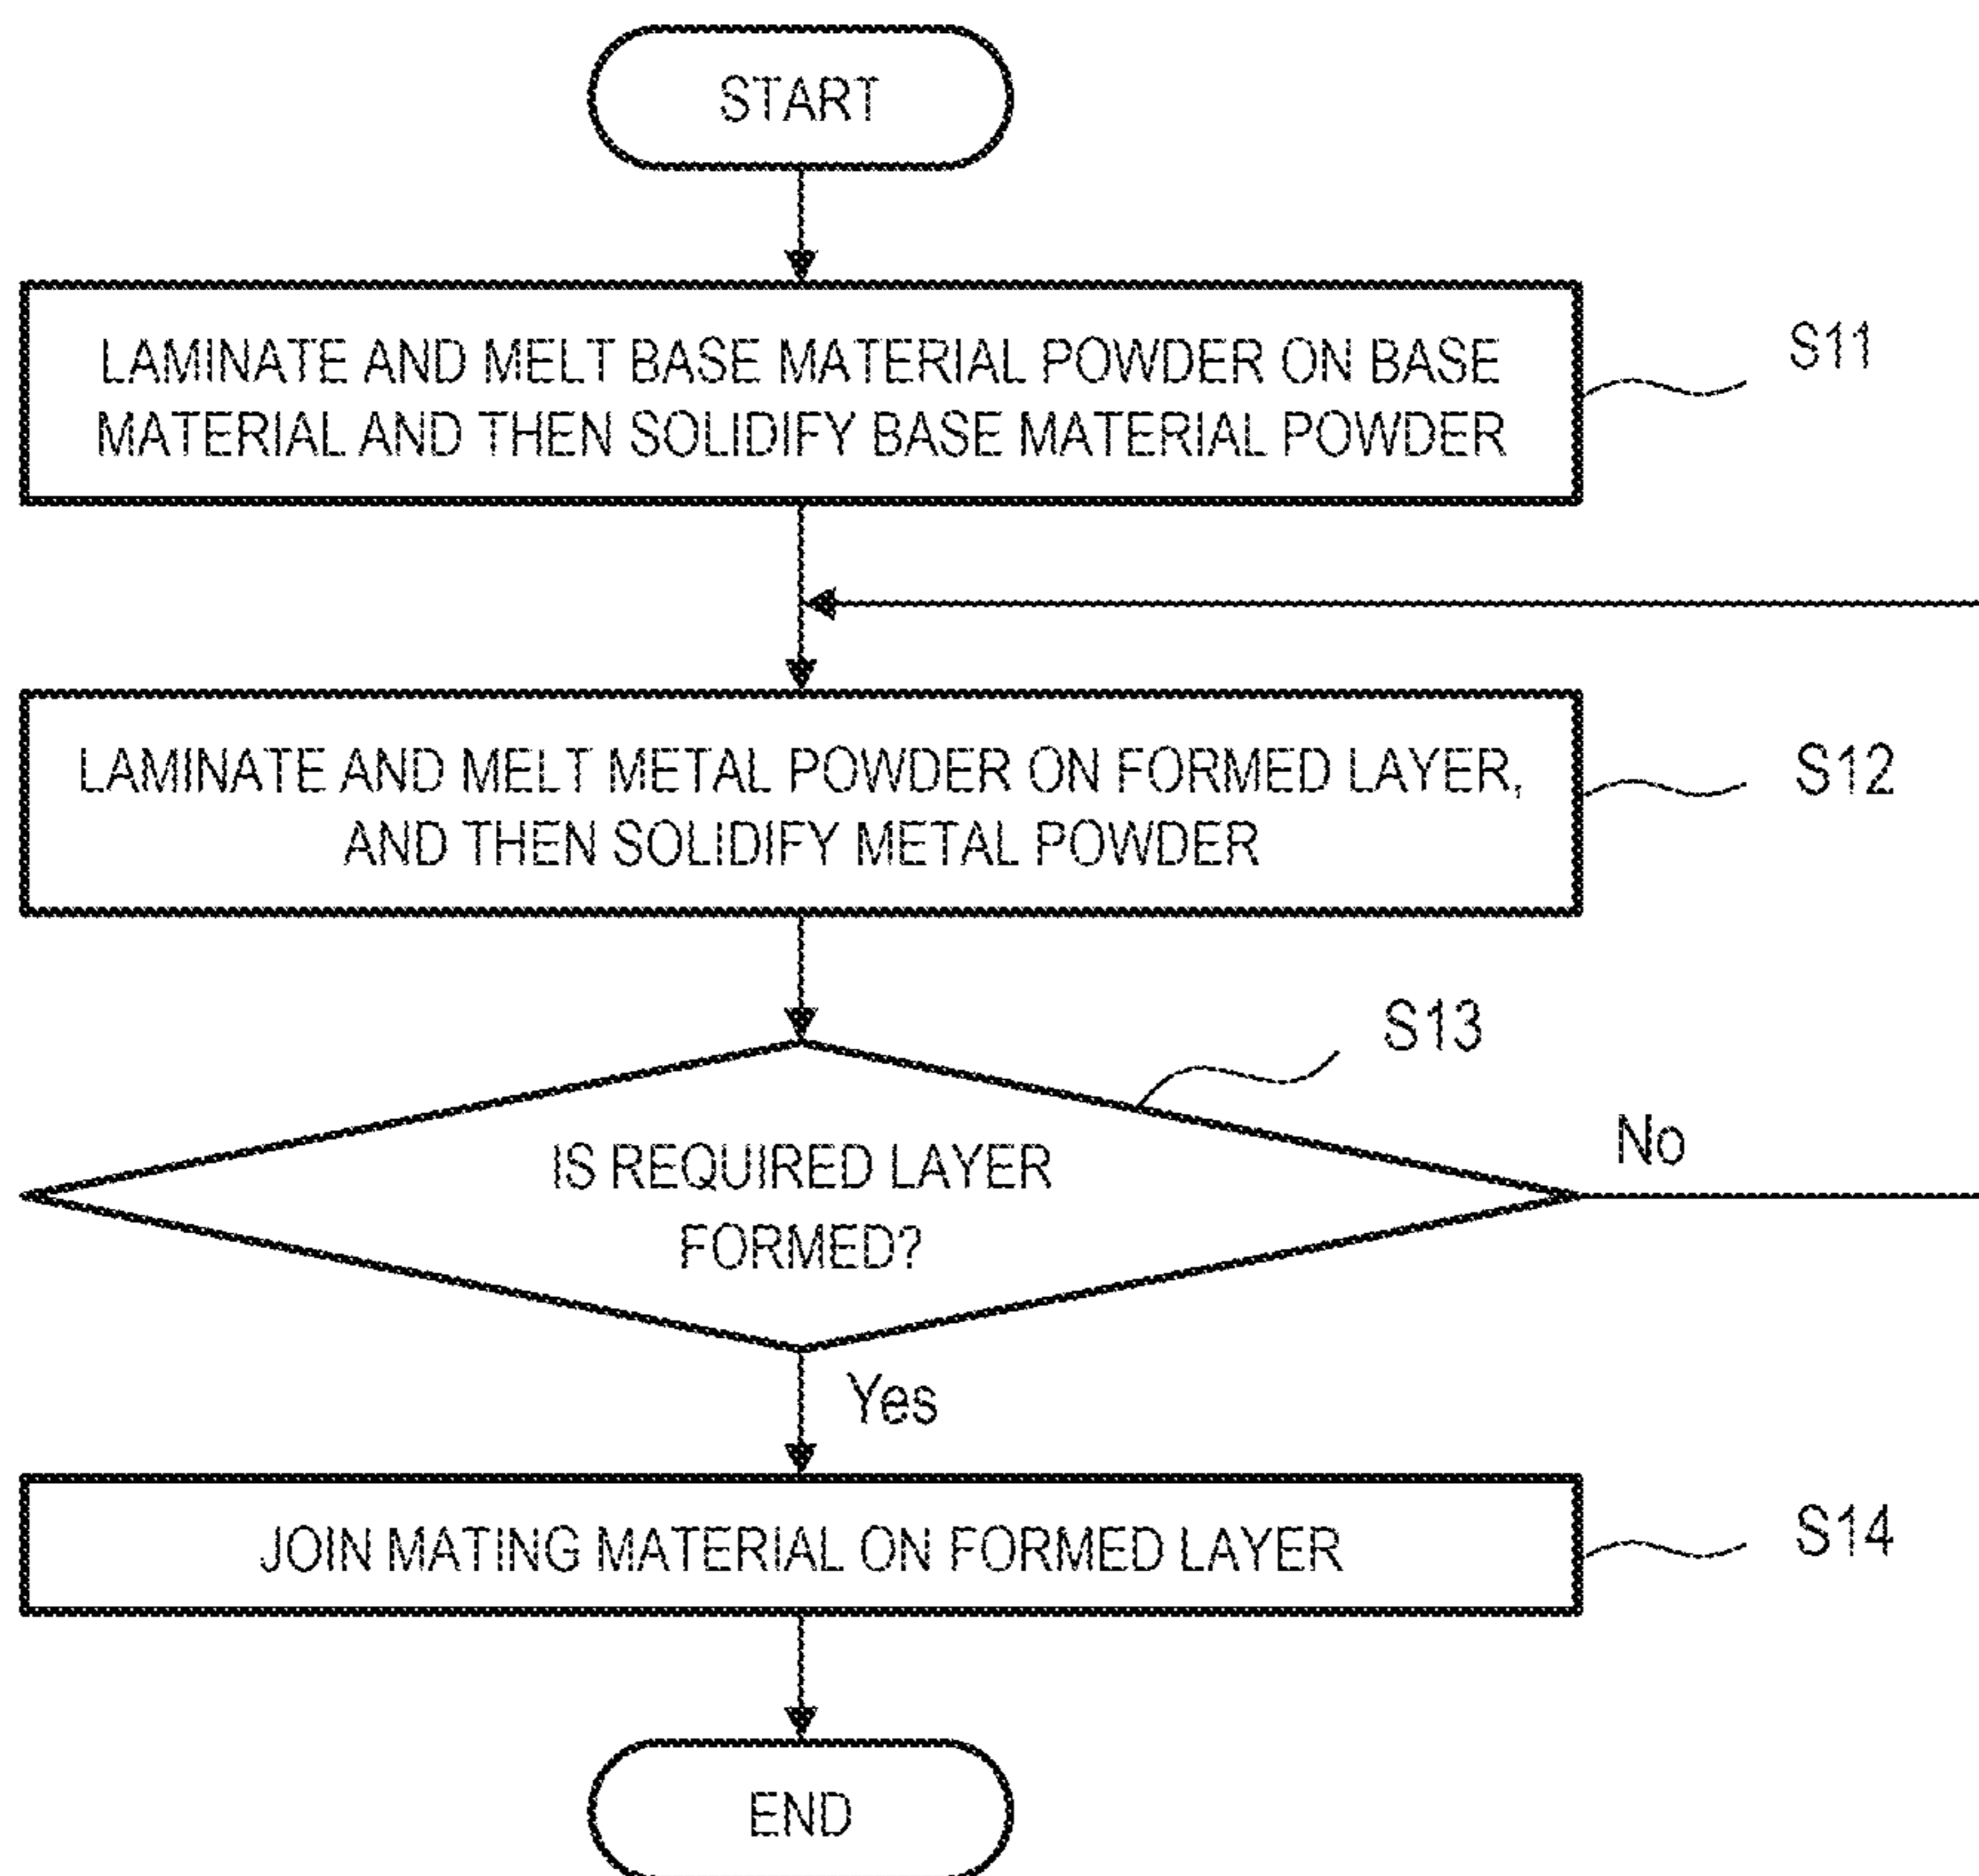 START
LAMINATE AND MELT BASE MATERIAL POWDER ON BASE
MATERIAL AND THEN SOLIDIFY BASE MATERIAL POWDER
S11
LAMINATE AND MELT METAL POWDER ON FORMED LAYER,
AND THEN SOLIDIFY METAL POWDER
S12
S13
IS REQUIRED LAYER
FORMED?
No
Yes
JOIN MATING MATERIAL ON FORMED LAYER
S14
END